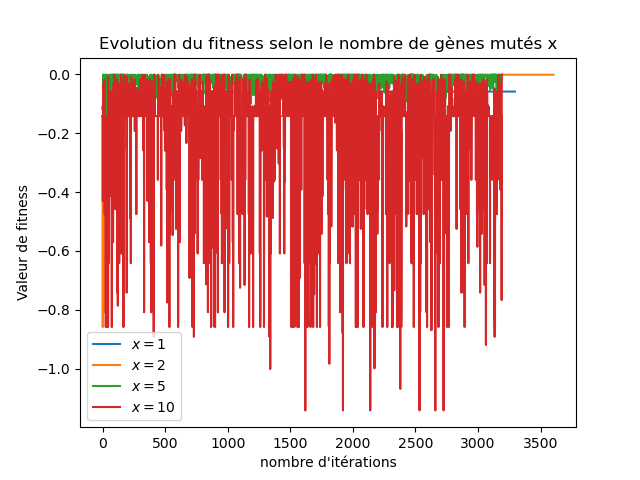 Evolution du fitness selon le nombre de gènes mutés x
Valeur de fitness
0.0
−0.2
−0.4
−0.6
−0.8
−1.0
x = 1
x = 2
x = 5
x = 10
0 500 1000 1500 2000 2500 3000 3500
nombre d'itérations